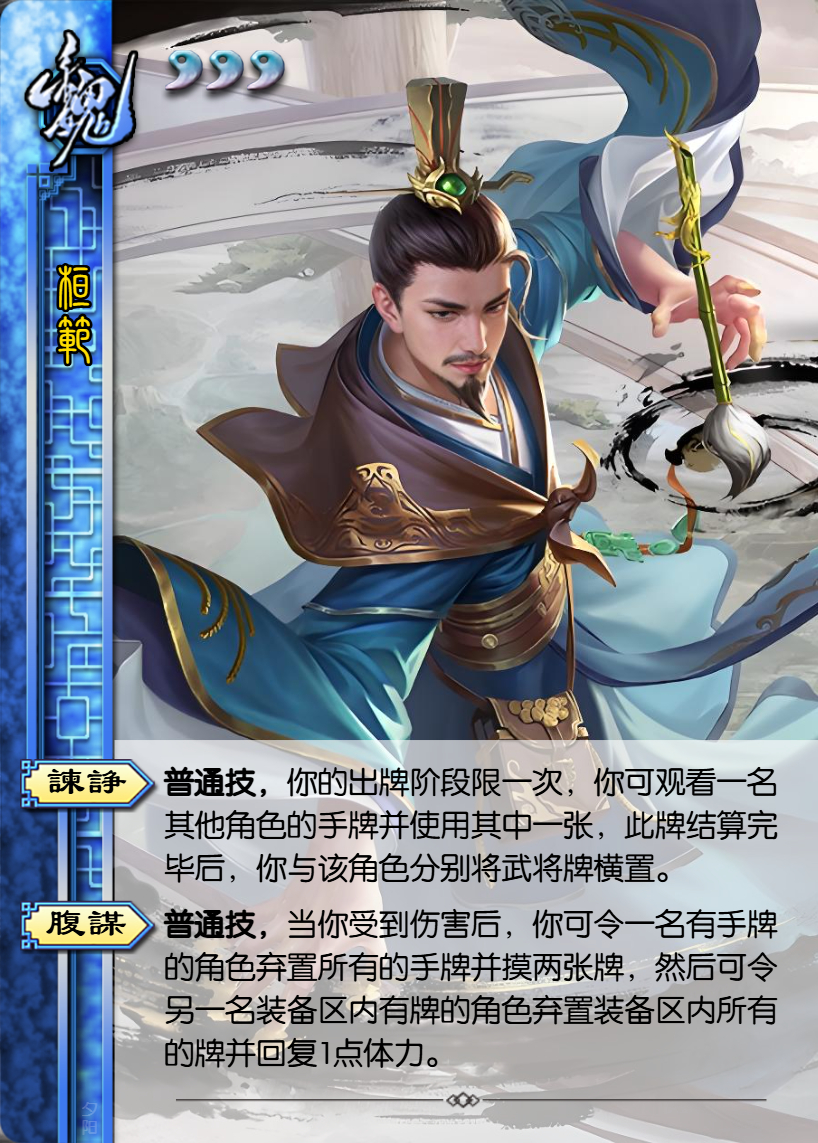 魏
桓範
諫諍
普通技，你的出牌阶段限一次，你可观看一名
其他角色的手牌并使用其中一张，此牌结算完
毕后，你与该角色分别将武将牌横置。
腹謀
普通技，当你受到伤害后，你可令一名有手牌
的角色弃置所有的手牌并摸两张牌，然后可令
另一名装备区内有牌的角色弃置装备区内所有
的牌并回复1点体力。
夕阳